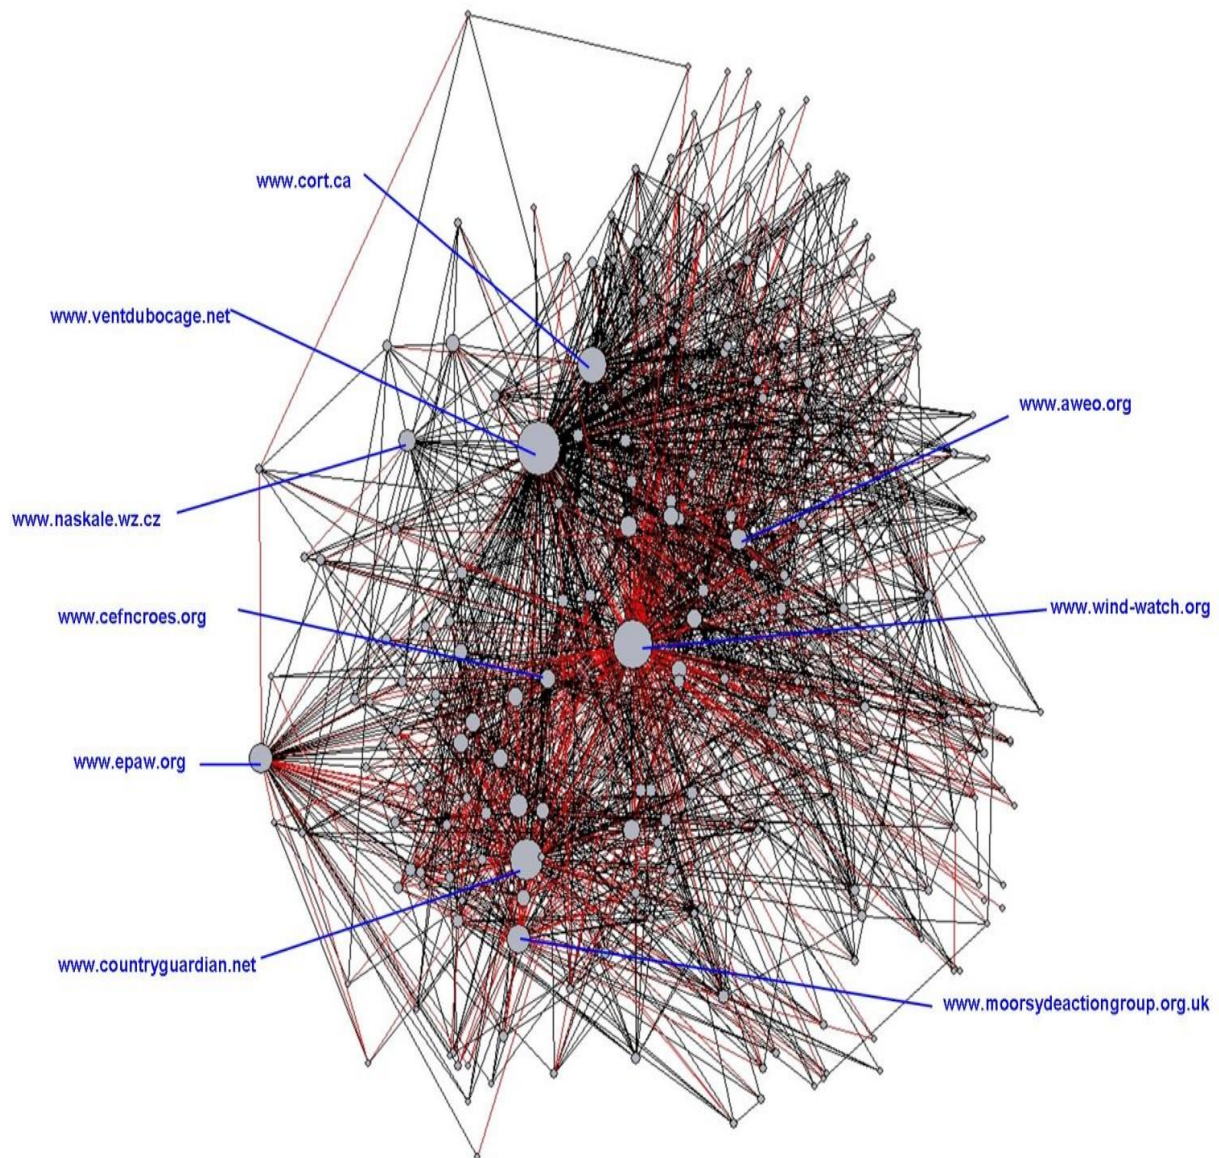 www.cort.ca
www.ventdubocage.net
www.aweo.org
www.naskale.wz.cz
www.cefncroes.org
www.wind-watch.org
www.epaw.org
www.countryguardian.net
www.moorsydeactiongroup.org.uk